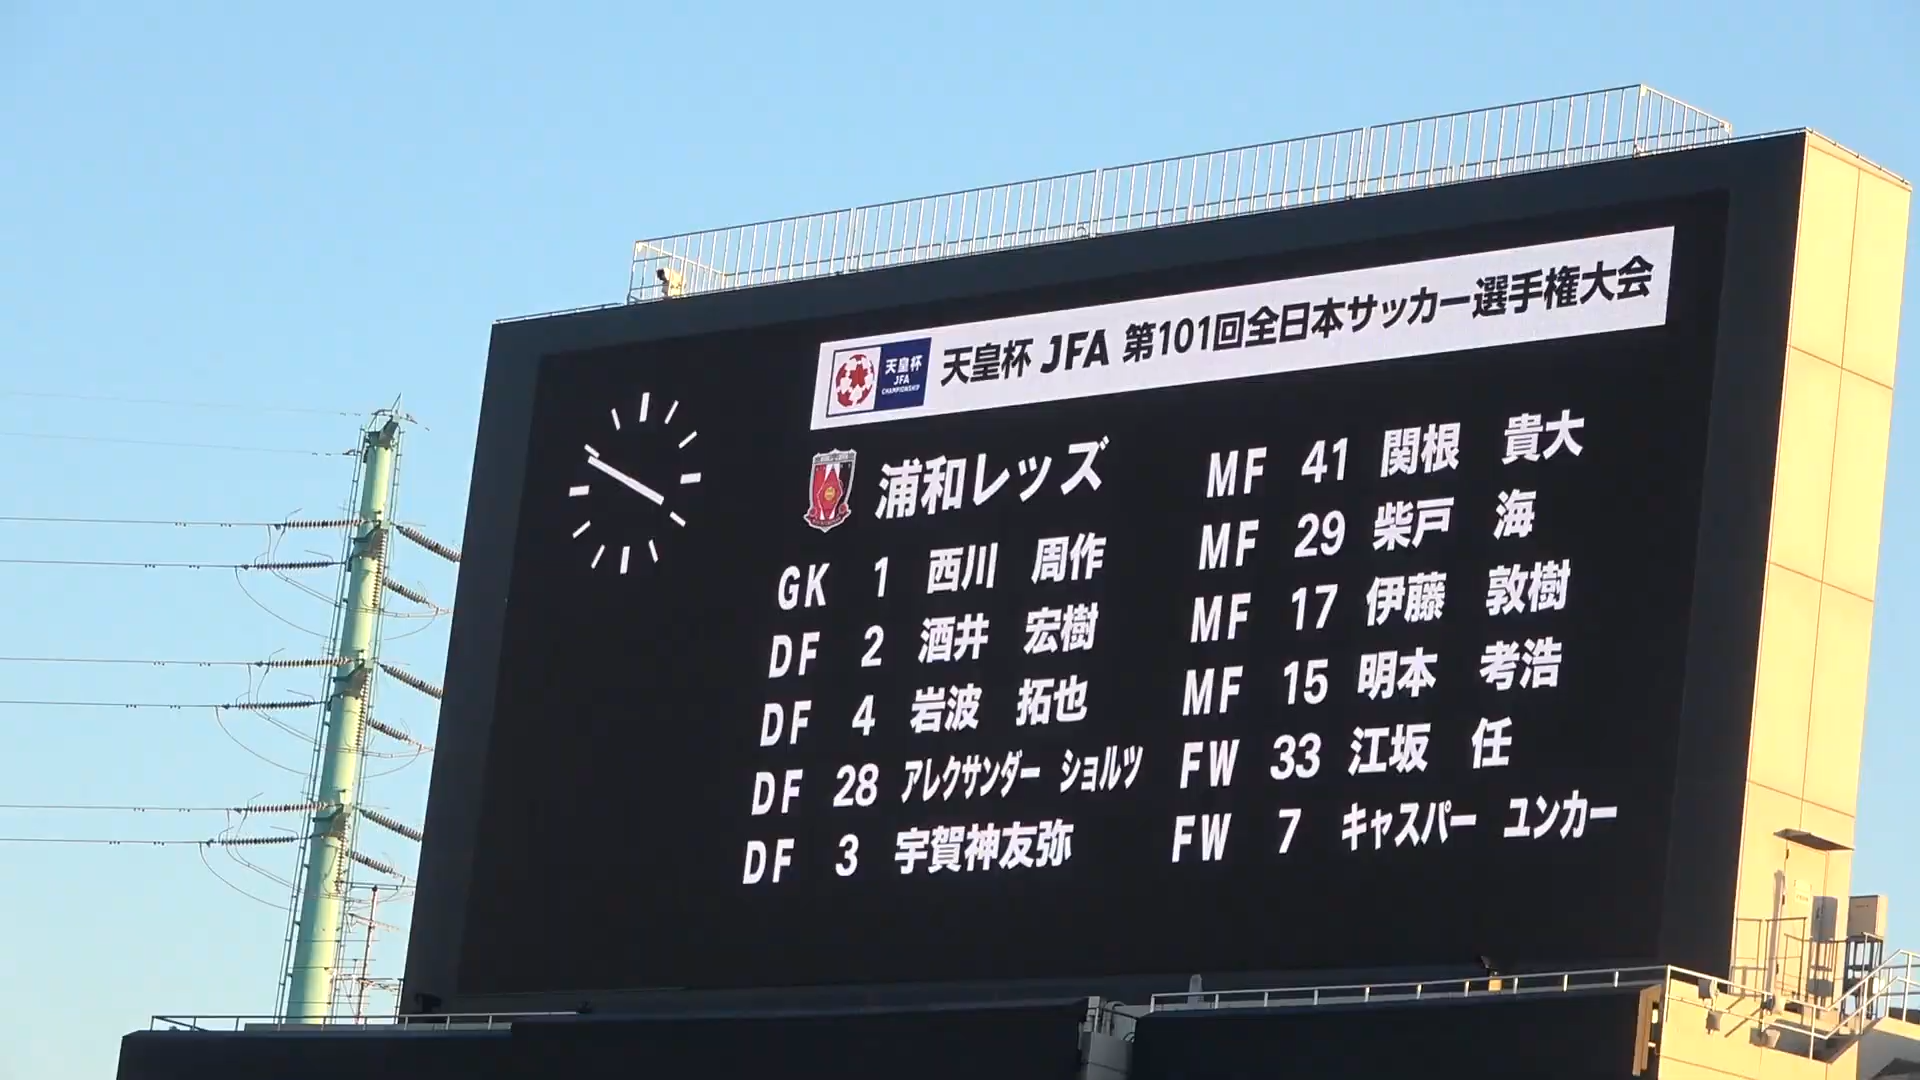 天皇杯 JFA 第101回全日本サッカー選手権大会
天皇杯
JFA
CHAMPIONSHIP
浦和レッズ
GK 1 西川 周作
DF 2 酒井 宏樹
DF 4 岩波 拓也
DF 28 アレクサンダー ショルツ
DF 3 宇賀神友弥
MF 41 関根 貴大
MF 29 柴戸 海
MF 17 伊藤 敦樹
MF 15 明本 考浩
FW 33 江坂 任
FW 7 キャスパー ユンカー